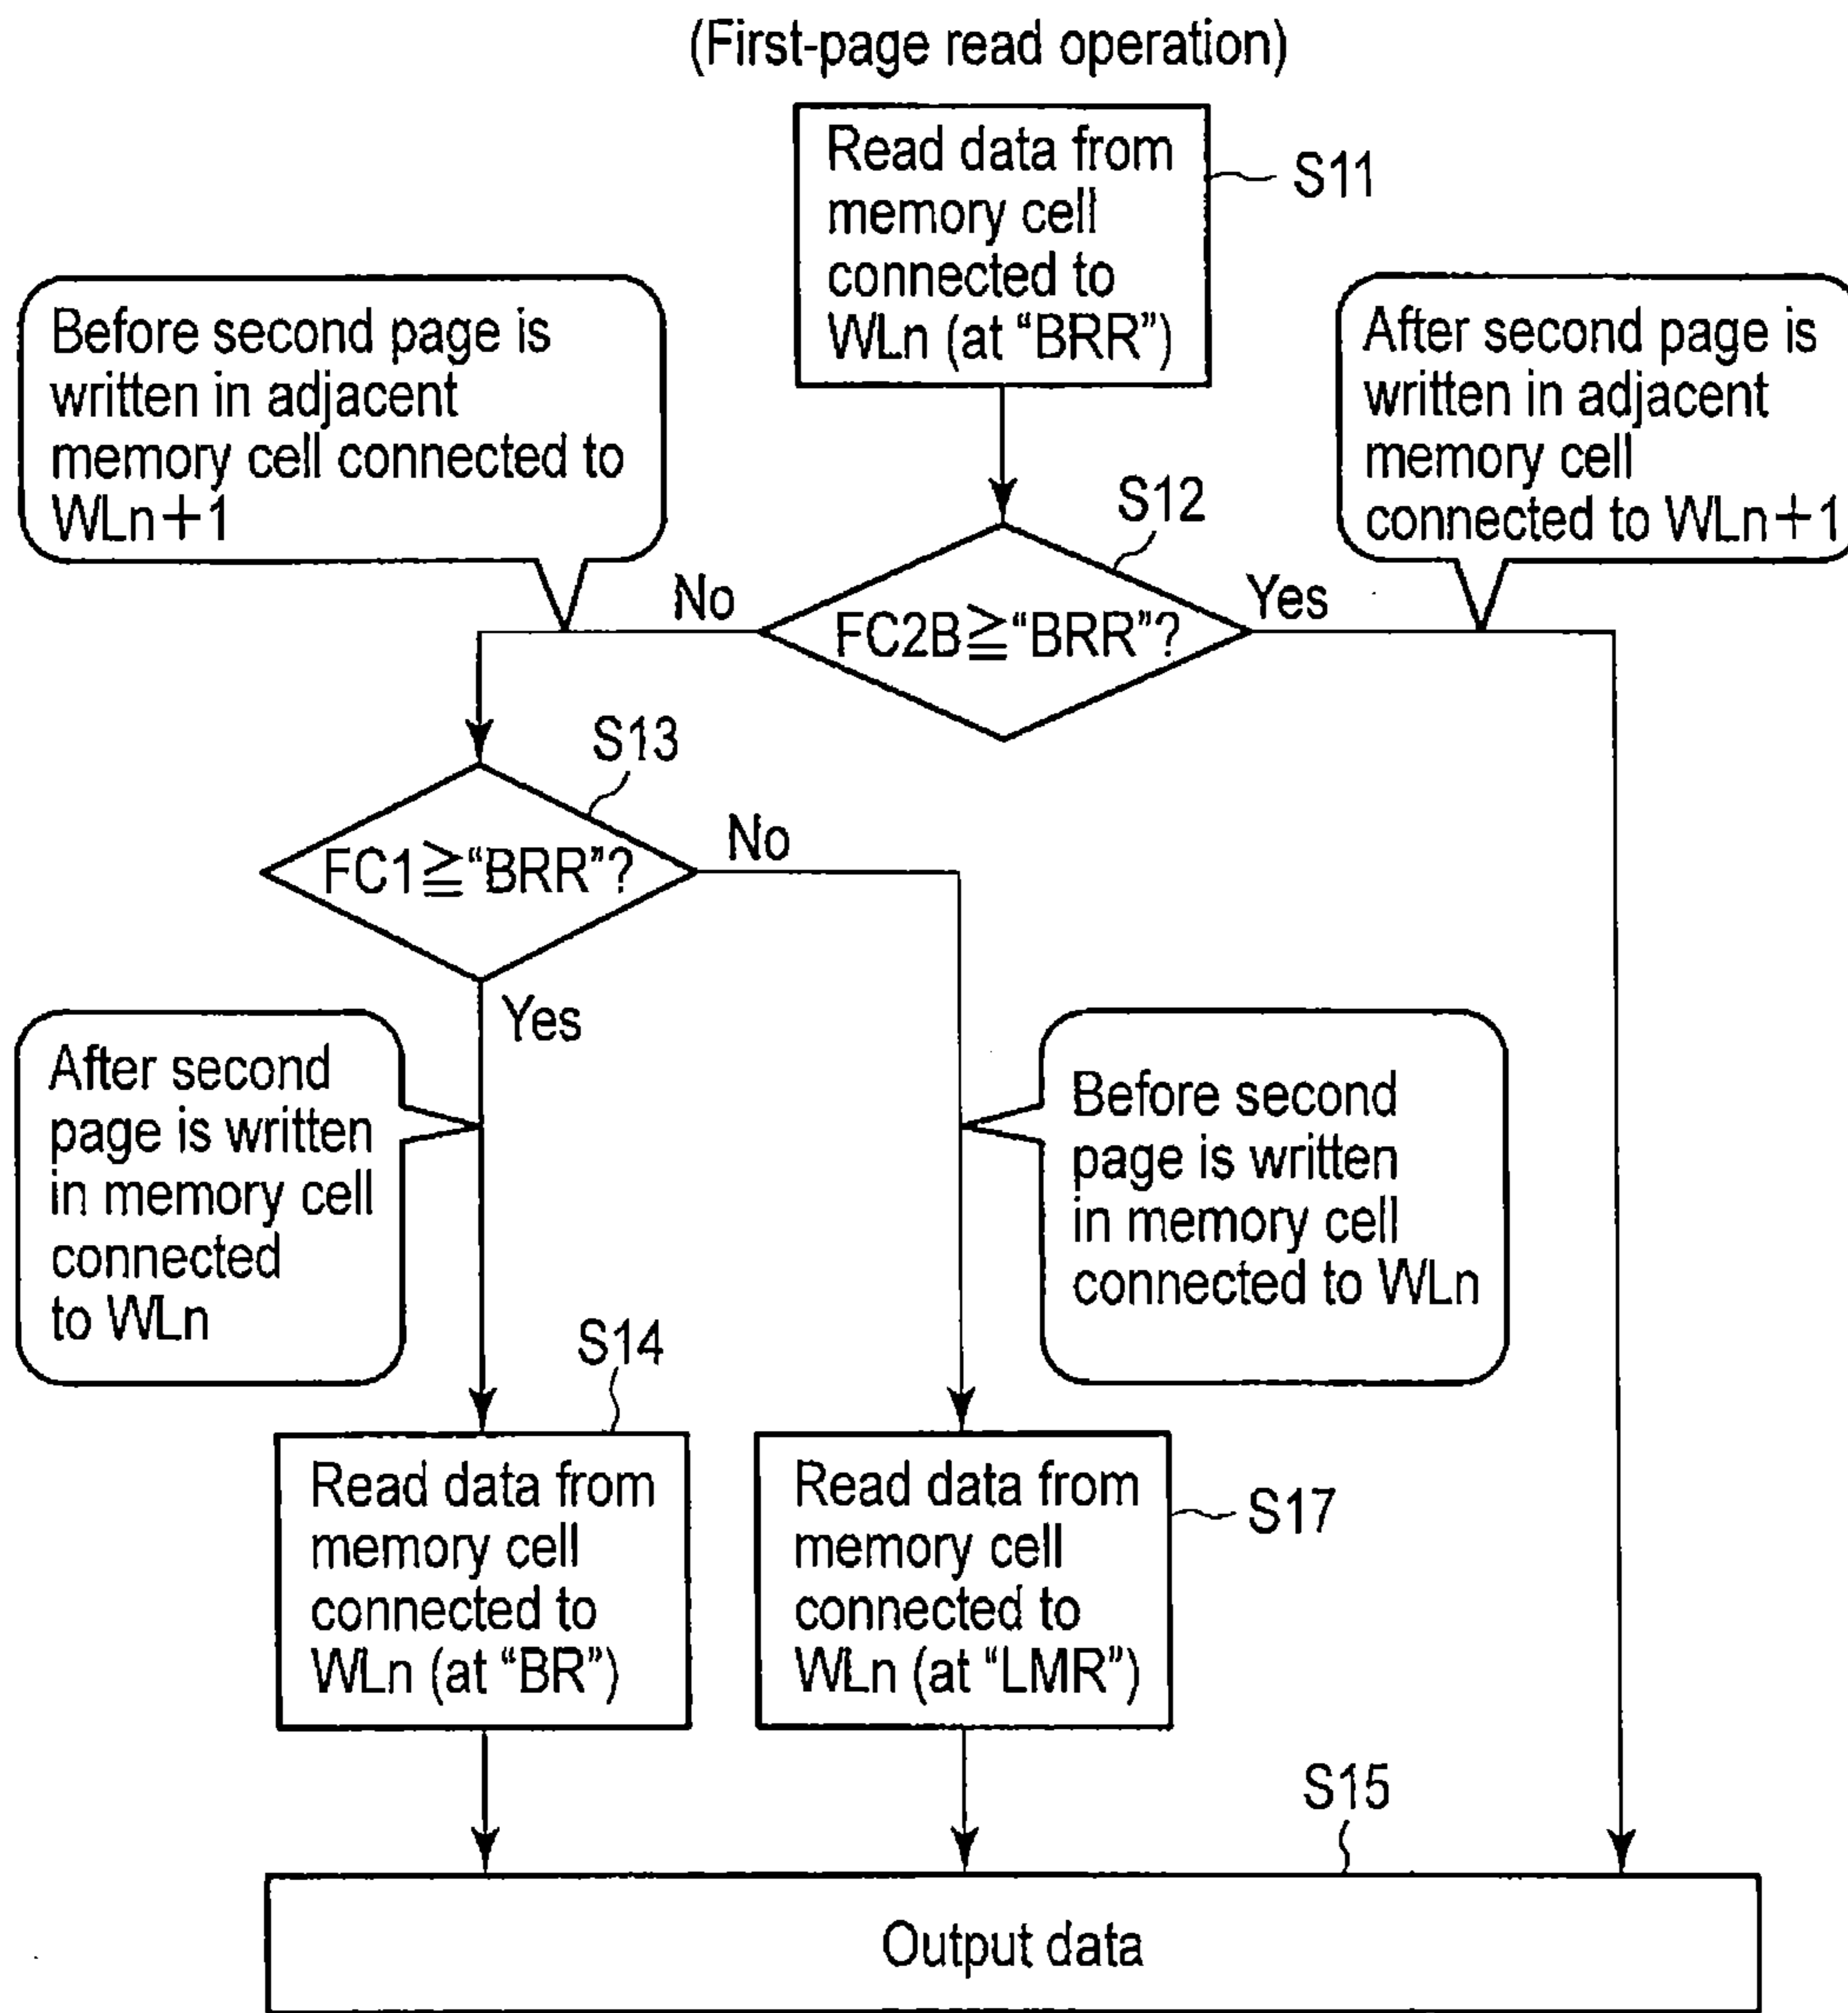 (First-page read operation)
Read data from
memory cell
connected to
WLn (at “BRR”)
S11
Before second page is
written in adjacent
memory cell connected to
WLn+1
After second page is
written in adjacent
memory cell
connected to WLn+1
S12
No
FC2B≧“BRR”?
Yes
S13
FC1≧“BRR”?
No
Yes
After second
page is written
in memory cell
connected
to WLn
Before second
page is written
in memory cell
connected to WLn
S14
Read data from
memory cell
connected to
WLn (at “BR”)
Read data from
memory cell
connected to
WLn (at “LMR”)
S17
S15
Output data